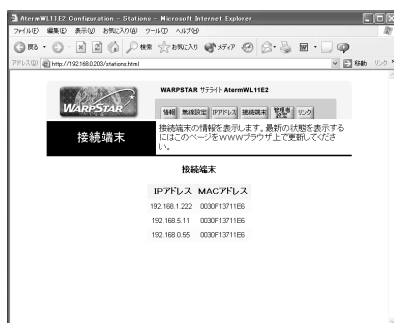 AtermWL11E2 Configuration - Stations - Microsoft Internet Explorer
ファイル(F) 編集(E) 表示(V) お気に入り(A) ツール(T) ヘルプ(H)
戻る 検索 お気に入り メディア
アドレス(D) http://192.168.0.203/stations.html 移動 リンク
WARPSTAR サテライト AtermWL11E2
WARPSTAR
情報 無線設定 IPアドレス 接続端末 管理者設定 リンク
接続端末
接続端末の情報を表示します。最新の状態を表示する
にはこのページをWWWブラウザ上で更新してくださ
い。
接続端末
IPアドレス MACアドレス
192.168.1.222 0030F13711E6
192.168.5.11 0030F13711E6
192.168.0.55 0030F13711E6